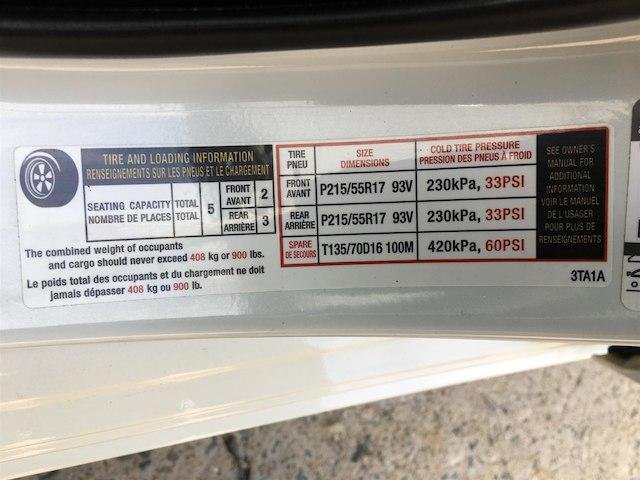 TIRE AND LOADING INFORMATION
RENSEIGNEMENTS SUR LES PNEUS ET LE CHARGEMENT
SEATING CAPACITY TOTAL 5 FRONT AVANT 2
NOMBRE DE PLACES TOTAL REAR ARRIÈRE 3
The combined weight of occupants
and cargo should never exceed 408 kg or 900 lbs.
Le poids total des occupants et du chargement ne doit
jamais dépasser 408 kg ou 900 lb.
TIRE PNEU SIZE DIMENSIONS COLD TIRE PRESSURE PRESSION DES PNEUS À FROID
FRONT AVANT P215/55R17 93V 230kPa, 33PSI
REAR ARRIÈRE P215/55R17 93V 230kPa, 33PSI
SPARE DE SECOURS T135/70D16 100M 420kPa, 60PSI
SEE OWNER'S
MANUAL FOR
ADDITIONAL
INFORMATION
VOIR LE MANUEL
DE L'USAGER
POUR PLUS DE
RENSEIGNEMENTS
3TA1A